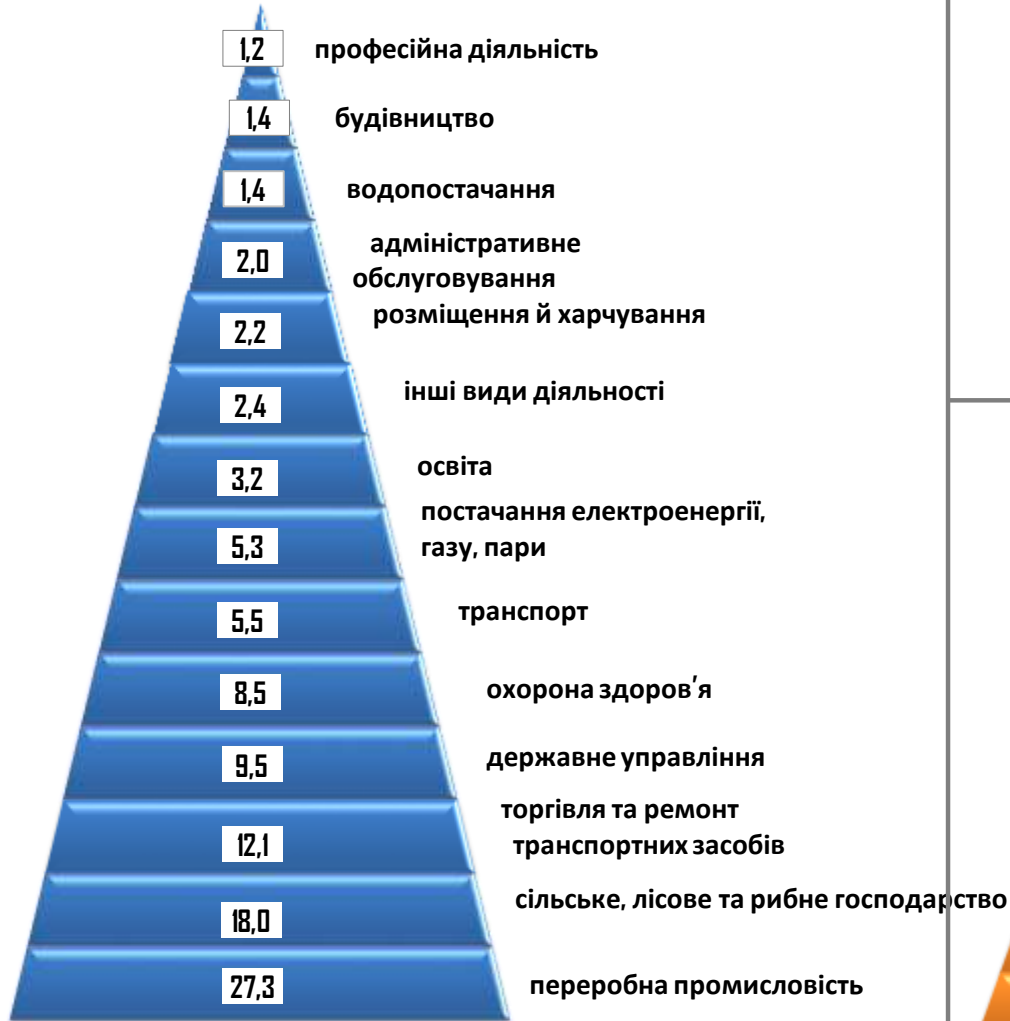 1,2 професійна діяльність
1,4 будівництво
1,4 водопостачання
2,0 адміністративне
обслуговування
2,2 розміщення й харчування
2,4 інші види діяльності
3,2 освіта
5,3 постачання електроенергії,
газу, пари
5,5 транспорт
8,5 охорона здоров'я
9,5 державне управління
12,1 торгівля та ремонт
транспортних засобів
18,0 сільське, лісове та рибне господарство
27,3 переробна промисловість